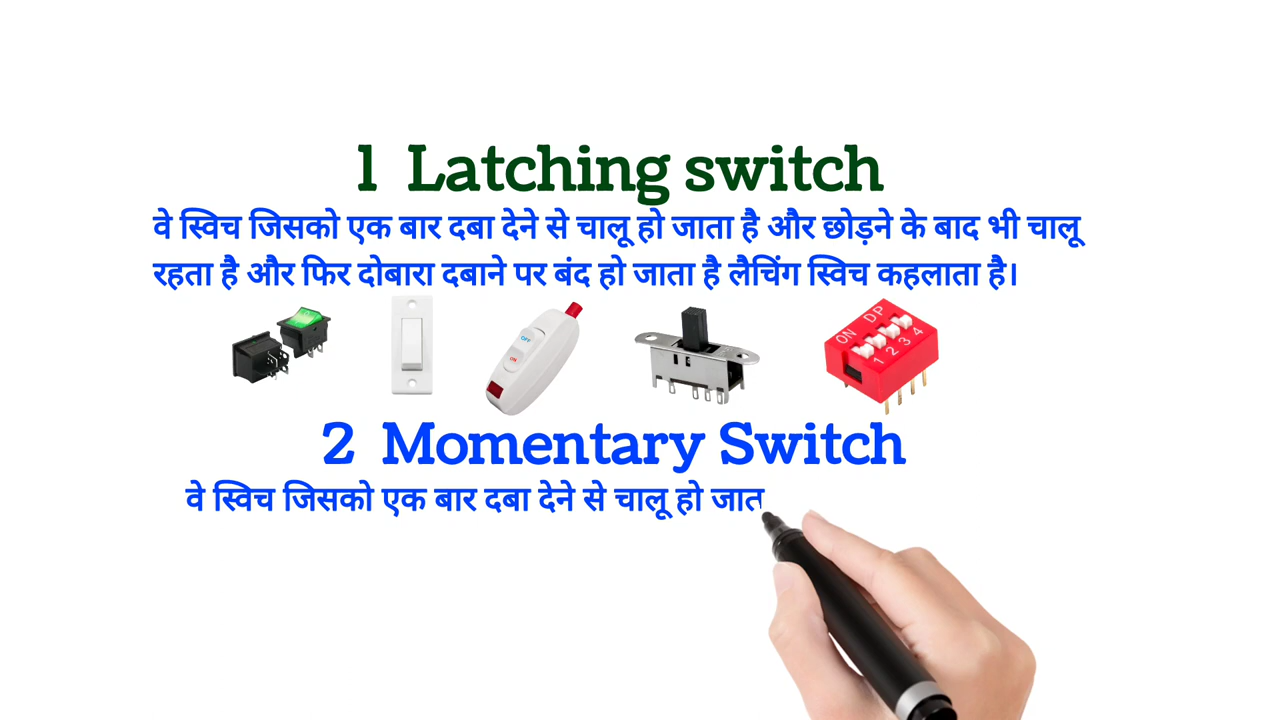 1 Latching switch
वे स्विच जिसको एक बार दबा देने से चालू हो जाता है और छोड़ने के बाद भी चालू
रहता है और फिर दोबारा दबाने पर बंद हो जाता है लैचिंग स्विच कहलाता है।
OFF
ON
ON DP
1 2 3 4
2 Momentary Switch
वे स्विच जिसको एक बार दबा देने से चालू हो जात